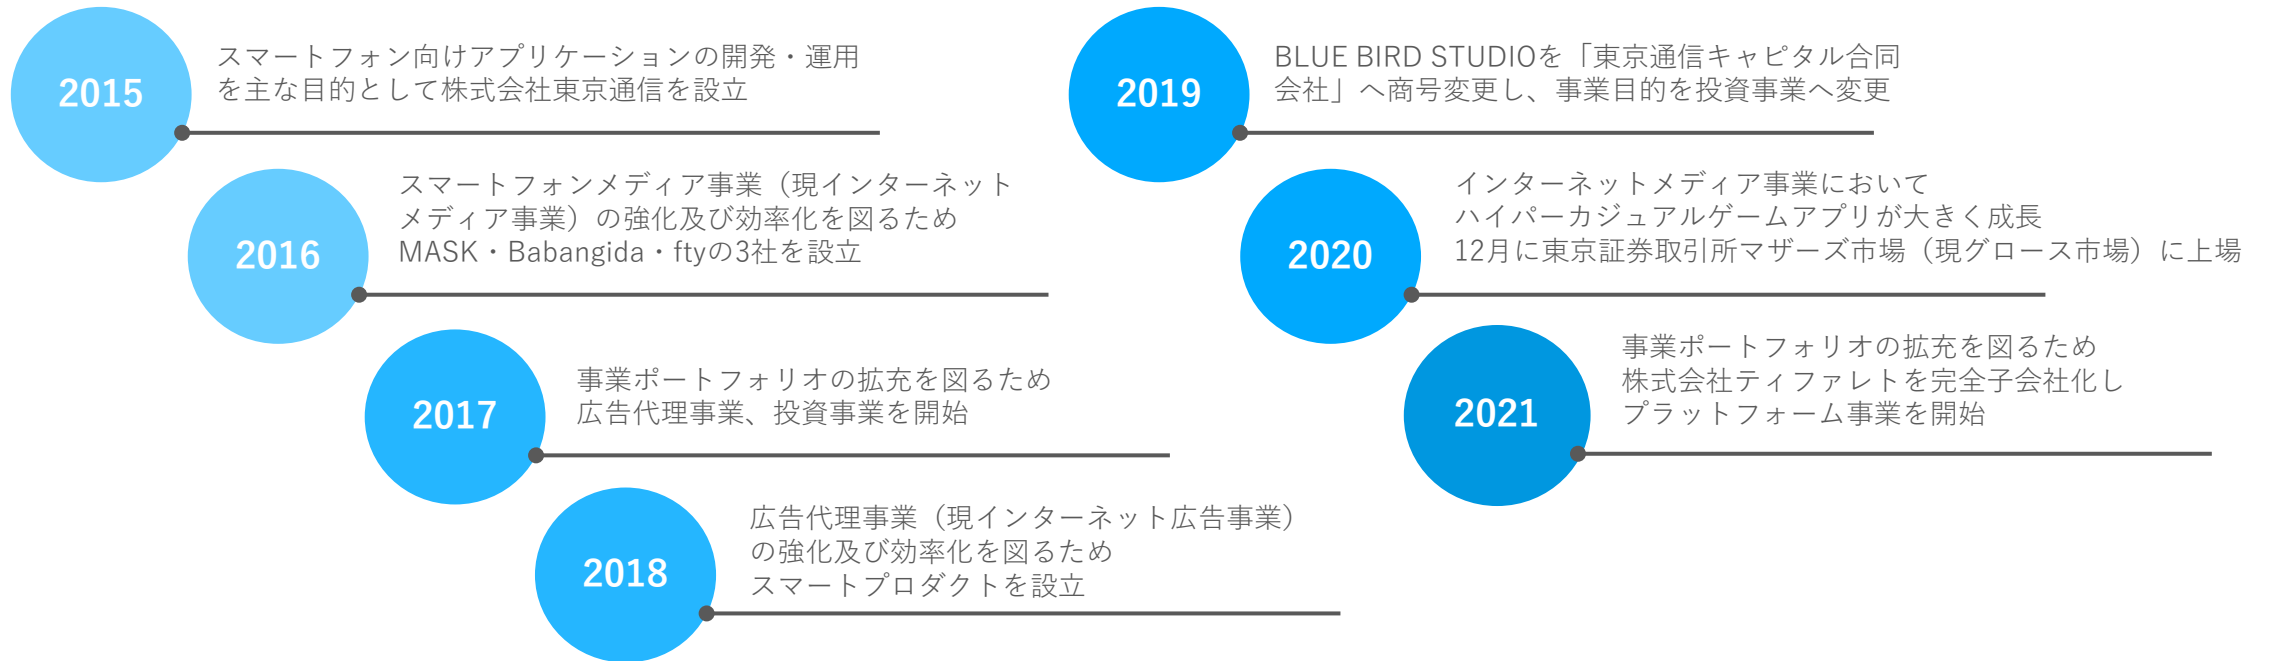 2015
スマートフォン向けアプリケーションの開発・運用
を主な目的として株式会社東京通信を設立
2016
スマートフォンメディア事業（現インターネット
メディア事業）の強化及び効率化を図るため
MASK・Babangida・ftyの3社を設立
2017
事業ポートフォリオの拡充を図るため
広告代理事業、投資事業を開始
2018
広告代理事業（現インターネット広告事業）
の強化及び効率化を図るため
スマートプロダクトを設立
2019
BLUE BIRD STUDIOを「東京通信キャピタル合同
会社」へ商号変更し、事業目的を投資事業へ変更
2020
インターネットメディア事業において
ハイパーカジュアルゲームアプリが大きく成長
12月に東京証券取引所マザーズ市場（現グロース市場）に上場
2021
事業ポートフォリオの拡充を図るため
株式会社ティファレトを完全子会社化し
プラットフォーム事業を開始